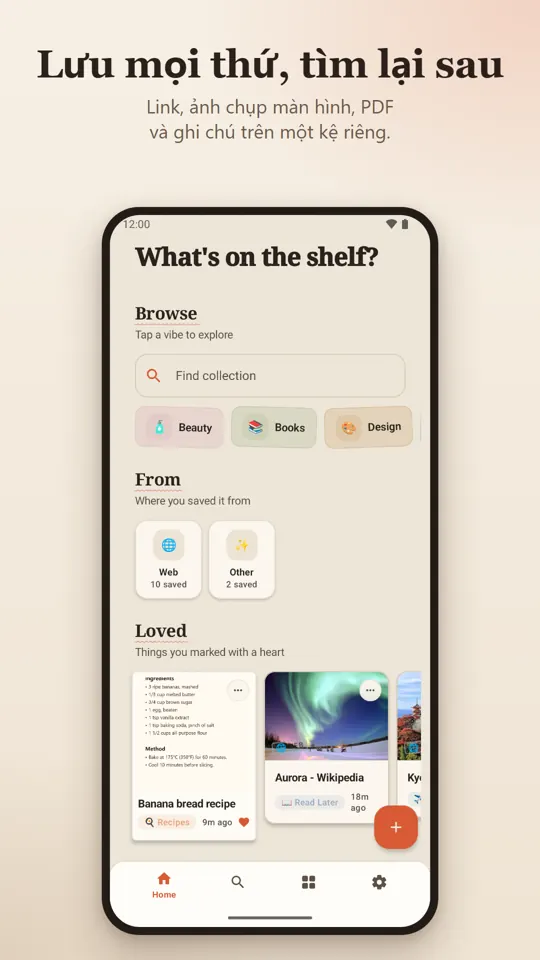 Lưu mọi thứ, tìm lại sau
Link, ảnh chụp màn hình, PDF
và ghi chú trên một kệ riêng.
12:00
What's on the shelf?
Browse
Tap a vibe to explore
Find collection
Beauty
Books
Design
From
Where you saved it from
Web
10 saved
Other
2 saved
Loved
Things you marked with a heart
Ingredients
• 3 ripe bananas, mashed
• 1/3 cup melted butter
• 3/4 cup brown sugar
• 1 egg, beaten
• 1 tsp vanilla extract
• 1 tsp baking soda, pinch of salt
• 1 1/2 cups all purpose flour
Method
• Bake at 175°C (350°F) for 60 minutes.
• Cool 10 minutes before slicing.
Banana bread recipe
Recipes
9m ago
Aurora - Wikipedia
Read Later
18m
ago
Kyo
Home